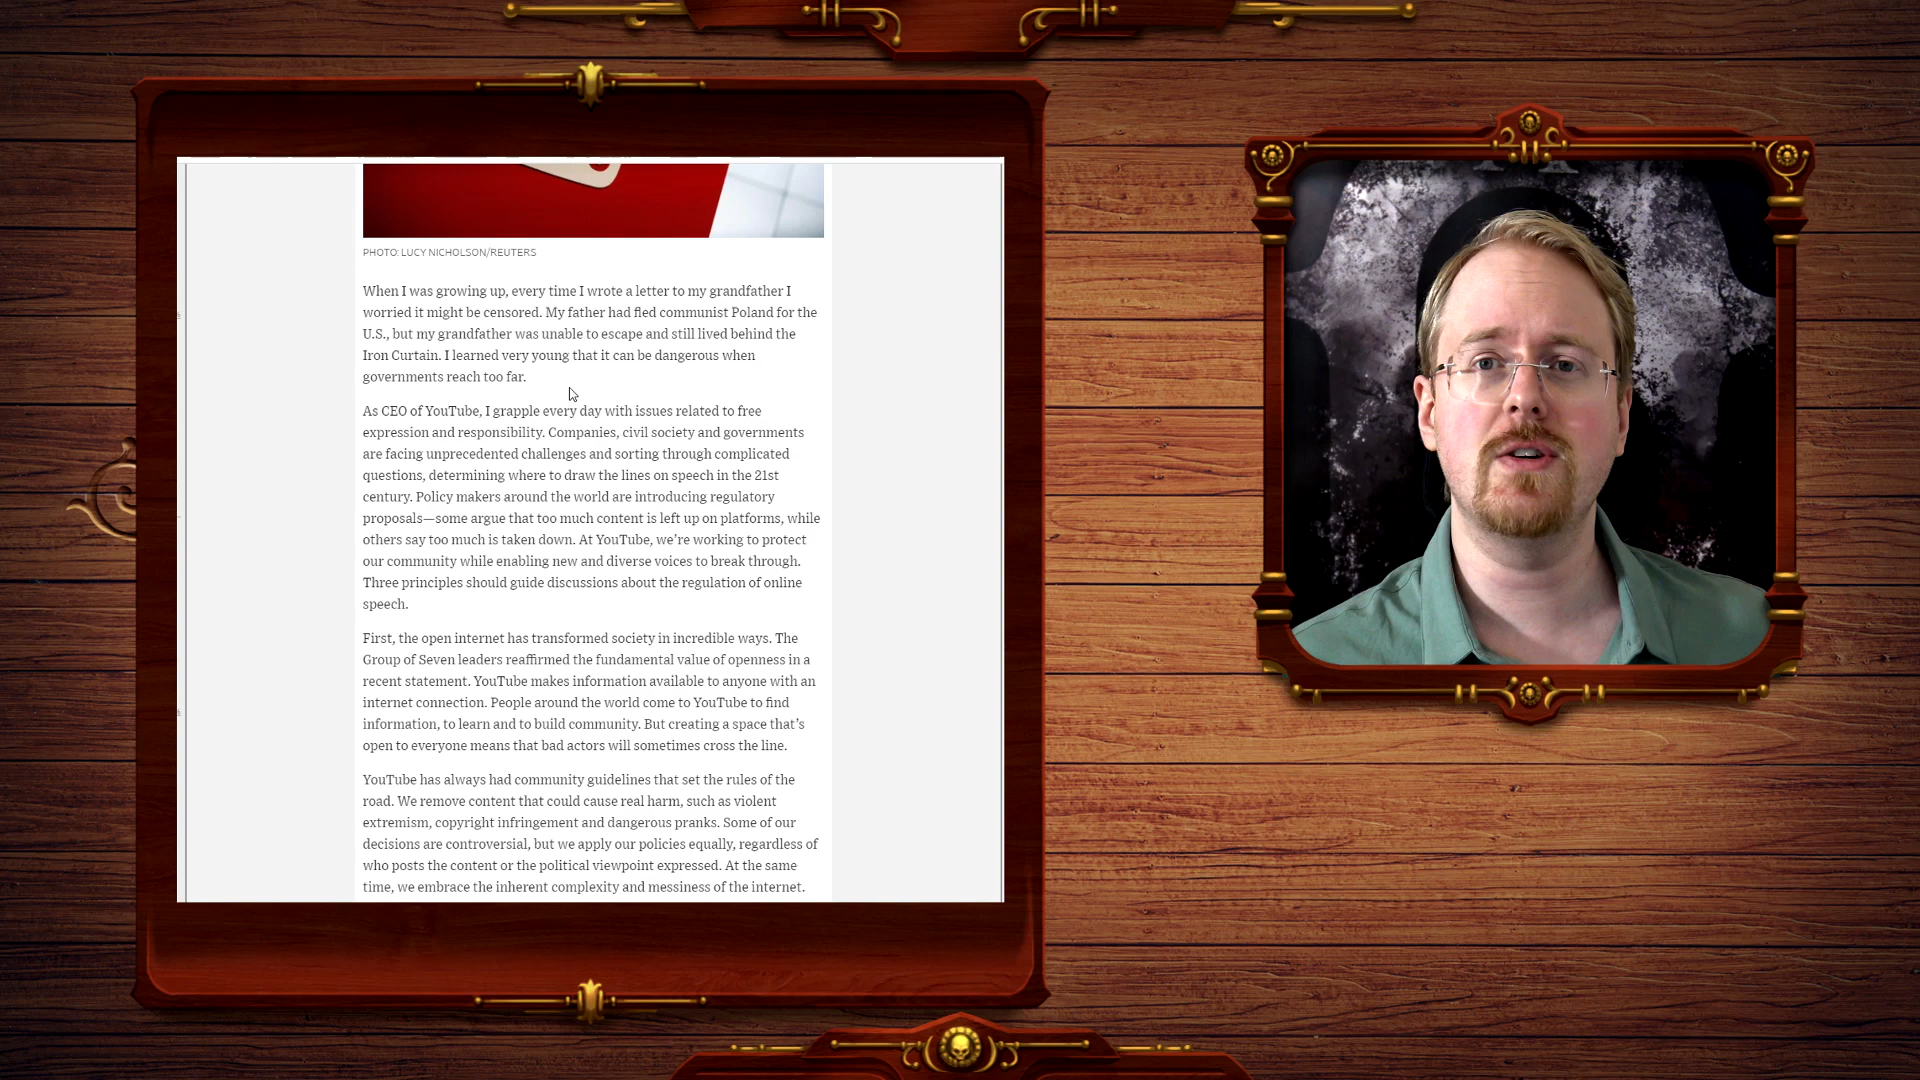 PHOTO: LUCY NICHOLSON/REUTERS
When I was growing up, every time I wrote a letter to my grandfather I
worried it might be censored. My father had fled communist Poland for the
U.S., but my grandfather was unable to escape and still lived behind the
Iron Curtain. I learned very young that it can be dangerous when
governments reach too far.
As CEO of YouTube, I grapple every day with issues related to free
expression and responsibility. Companies, civil society and governments
are facing unprecedented challenges and sorting through complicated
questions, determining where to draw the lines on speech in the 21st
century. Policy makers around the world are introducing regulatory
proposals—some argue that too much content is left up on platforms, while
others say too much is taken down. At YouTube, we’re working to protect
our community while enabling new and diverse voices to break through.
Three principles should guide discussions about the regulation of online
speech.
First, the open internet has transformed society in incredible ways. The
Group of Seven leaders reaffirmed the fundamental value of openness in a
recent statement. YouTube makes information available to anyone with an
internet connection. People around the world come to YouTube to find
information, to learn and to build community. But creating a space that’s
open to everyone means that bad actors will sometimes cross the line.
YouTube has always had community guidelines that set the rules of the
road. We remove content that could cause real harm, such as violent
extremism, copyright infringement and dangerous pranks. Some of our
decisions are controversial, but we apply our policies equally, regardless of
who posts the content or the political viewpoint expressed. At the same
time, we embrace the inherent complexity and messiness of the internet.